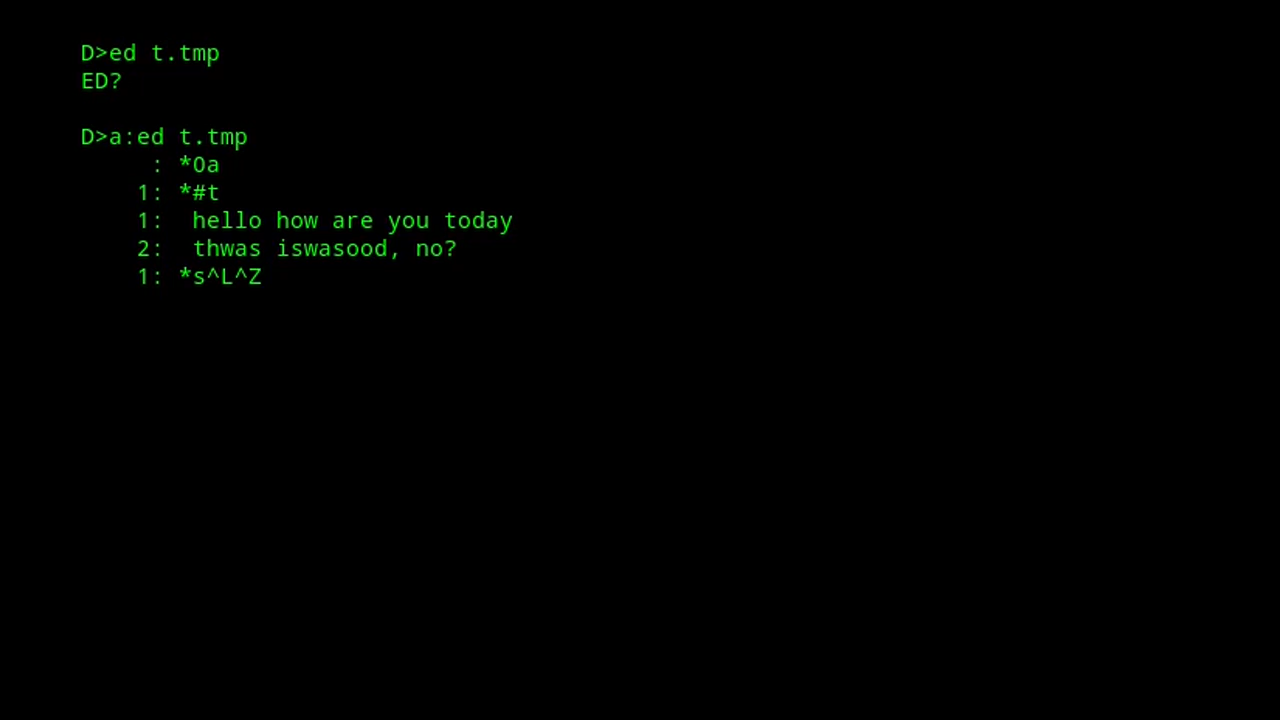 D>ed t.tmp
ED?
D>a:ed t.tmp
: *0a
1: *#t
1: hello how are you today
2: thwas iswasood, no?
1: *s^L^Z